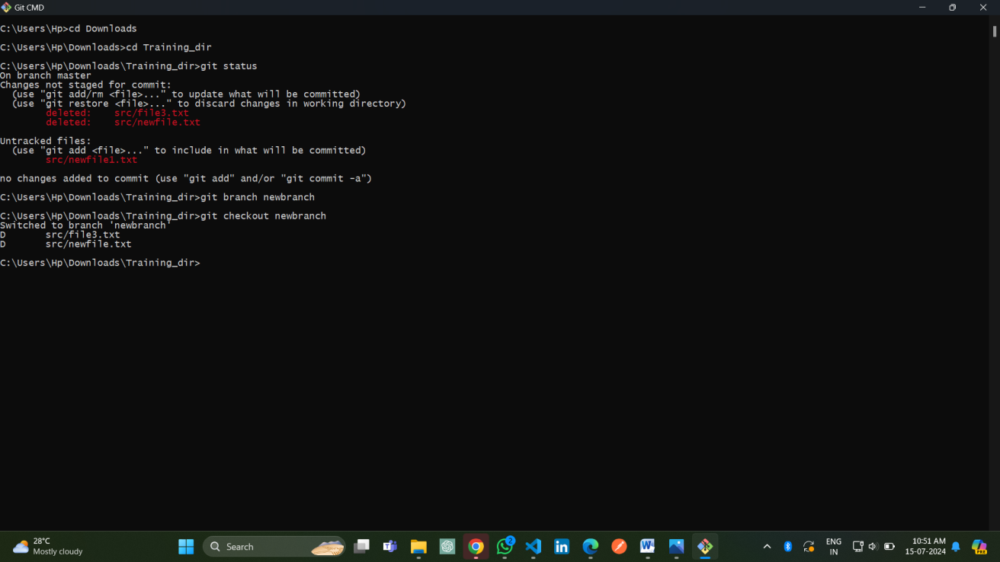 Git CMD
C:\Users\Hp>cd Downloads
C:\Users\Hp\Downloads>cd Training_dir
C:\Users\Hp\Downloads\Training_dir>git status
On branch master
Changes not staged for commit:
  (use "git add/rm <file>..." to update what will be committed)
  (use "git restore <file>..." to discard changes in working directory)
        deleted:    src/file3.txt
        deleted:    src/newfile.txt
Untracked files:
  (use "git add <file>..." to include in what will be committed)
        src/newfile1.txt
no changes added to commit (use "git add" and/or "git commit -a")
C:\Users\Hp\Downloads\Training_dir>git branch newbranch
C:\Users\Hp\Downloads\Training_dir>git checkout newbranch
Switched to branch 'newbranch'
D       src/file3.txt
D       src/newfile.txt
C:\Users\Hp\Downloads\Training_dir>
28°C
Mostly cloudy
Search
2
ENG
IN
10:51 AM
15-07-2024
PRE